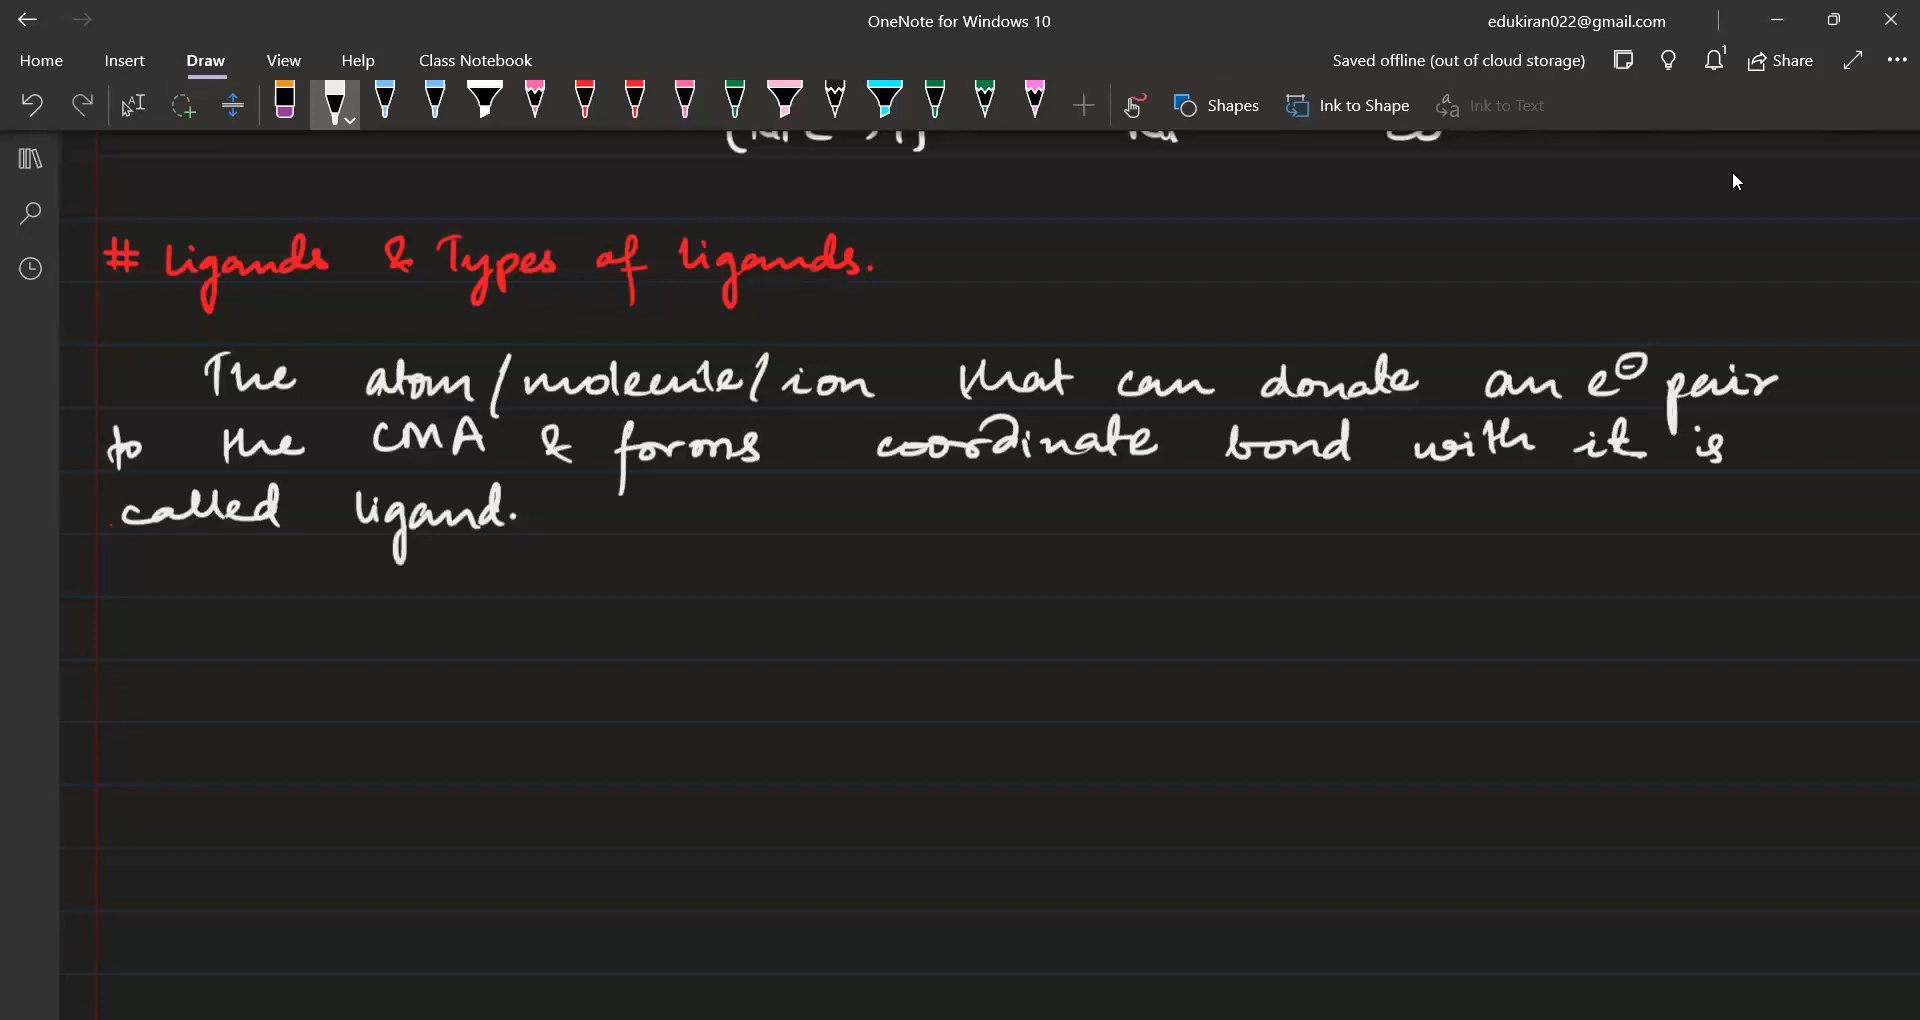 OneNote for Windows 10
edukiran022@gmail.com
Home Insert Draw View Help Class Notebook
Saved offline (out of cloud storage) 1 Share
Shapes Ink to Shape Ink to Text
# Ligands & Types of Ligands.
The atom/molecule/ion that can donate an e⊖ pair
to the CMA & forms coordinate bond with it is
called ligand.